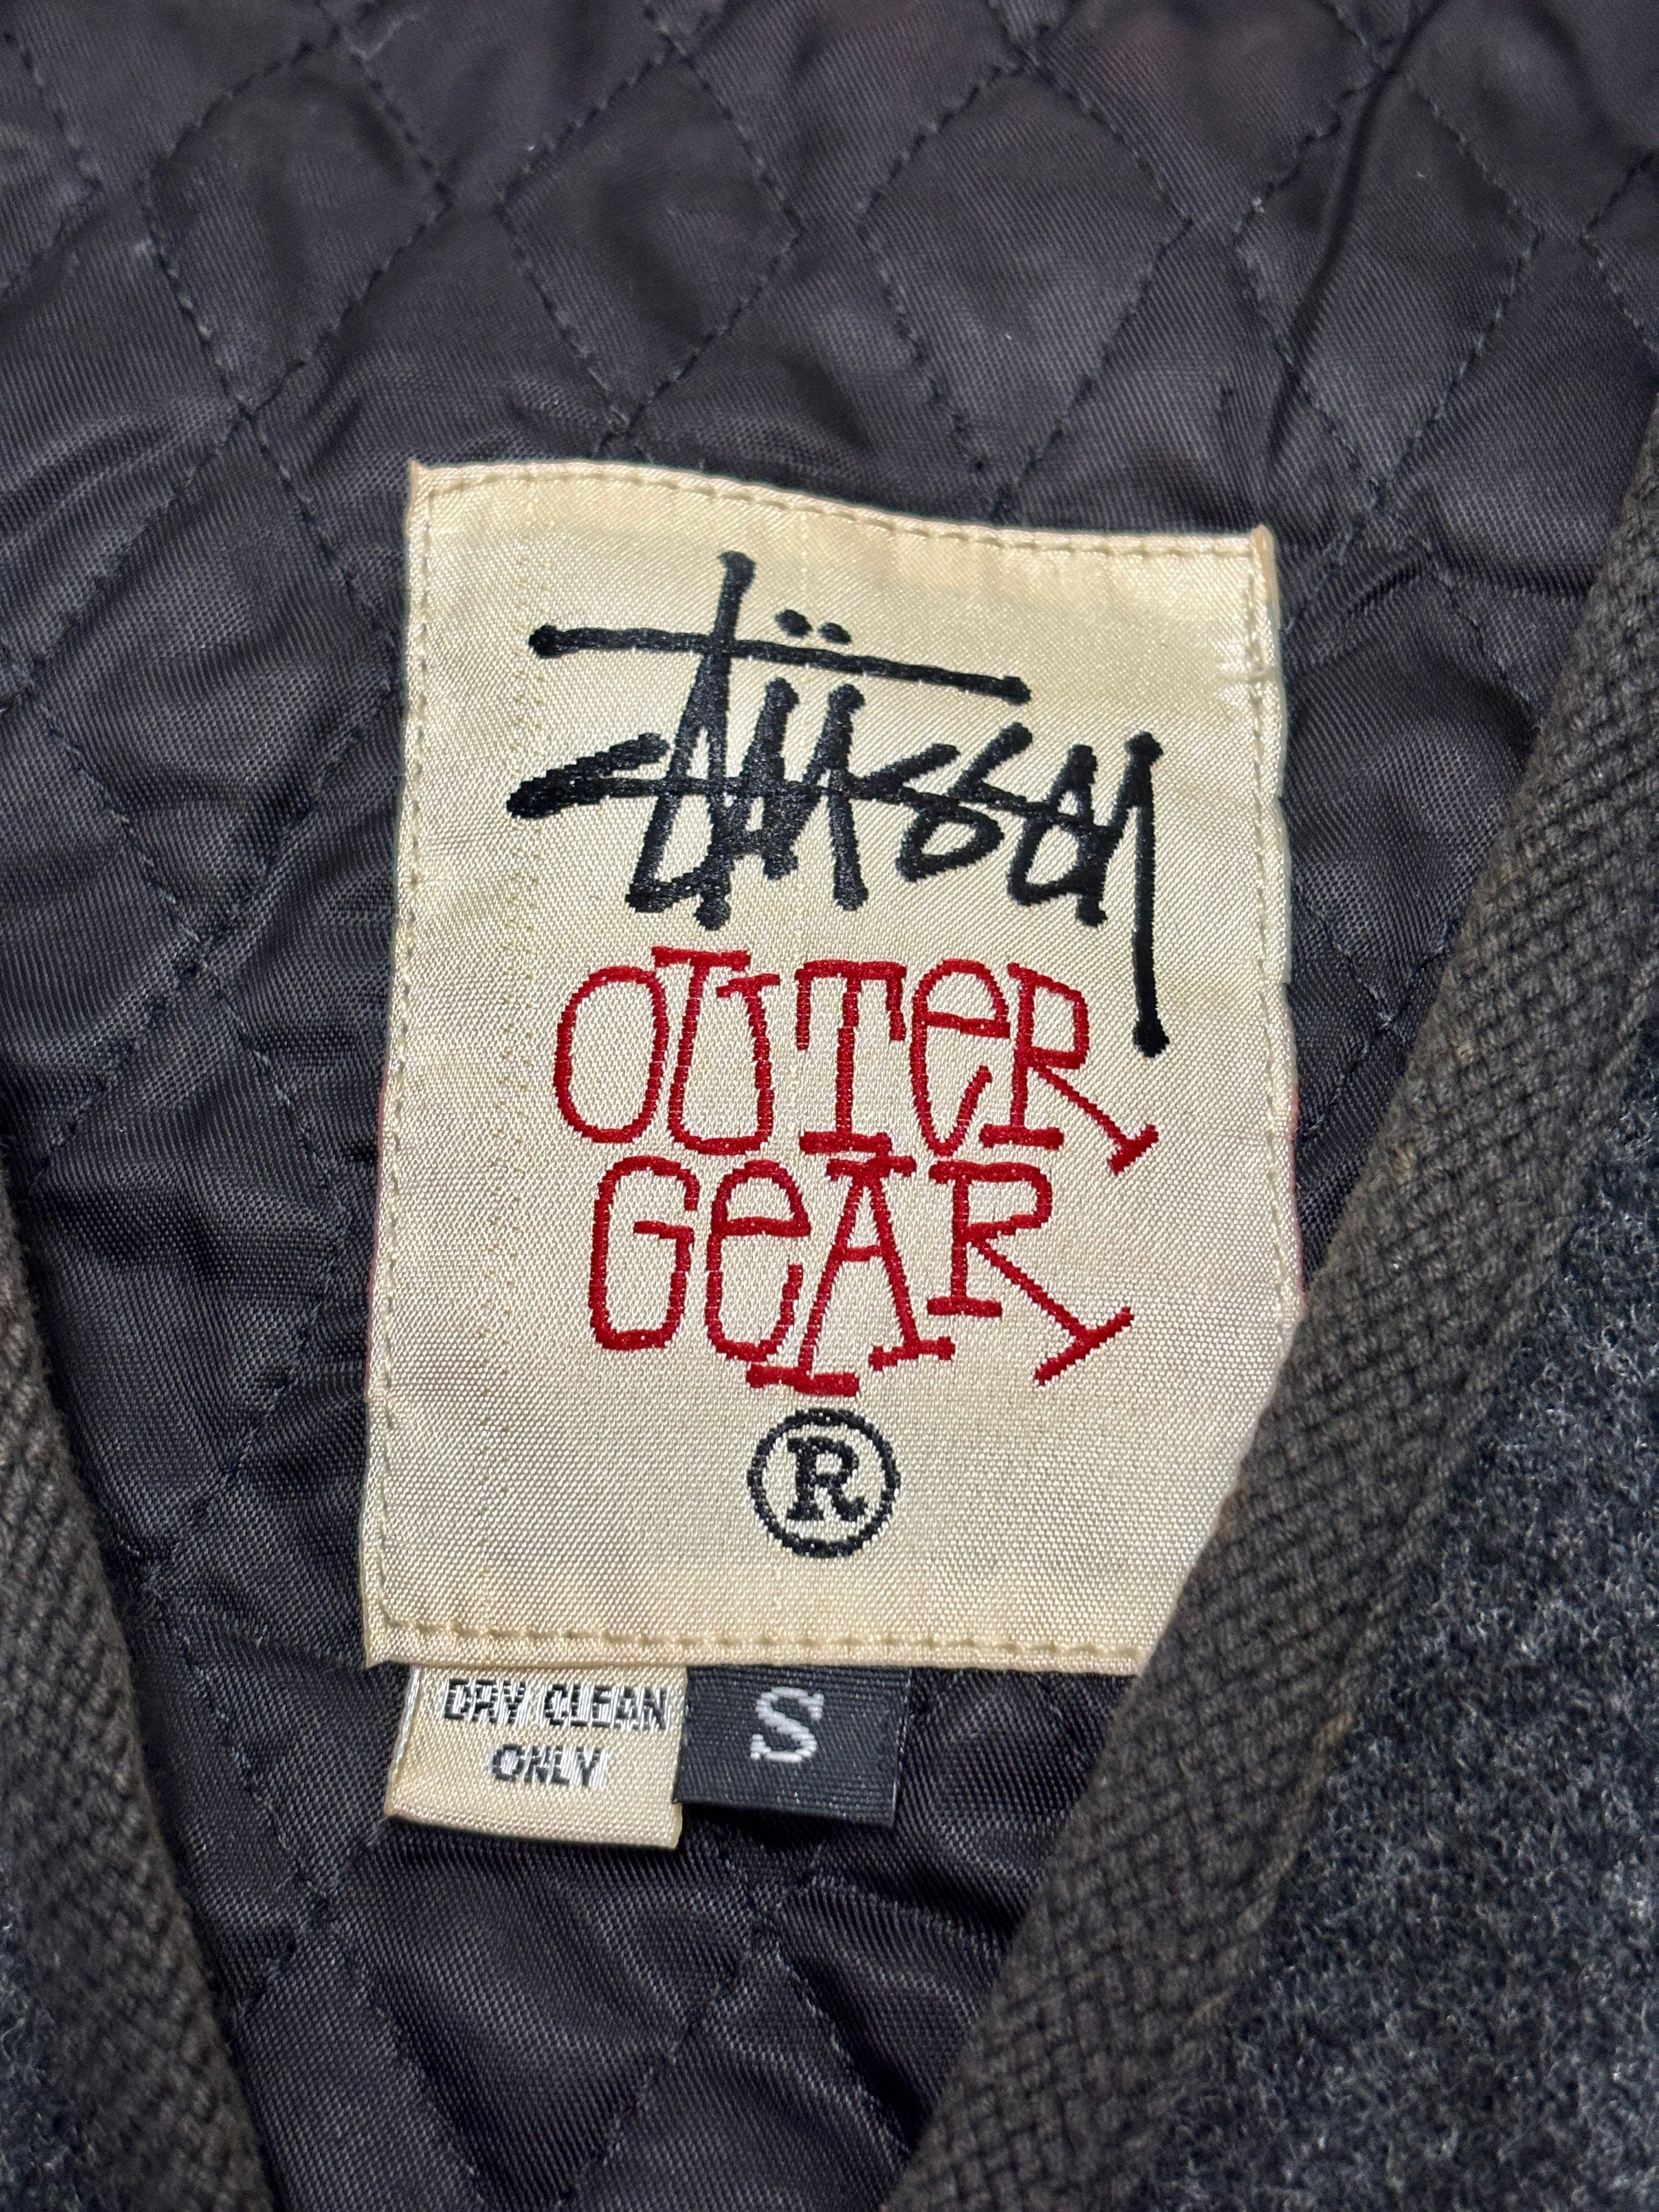 Stüssy
OUTeR
GeAR
®
DRY CLEAN
ONLY
S